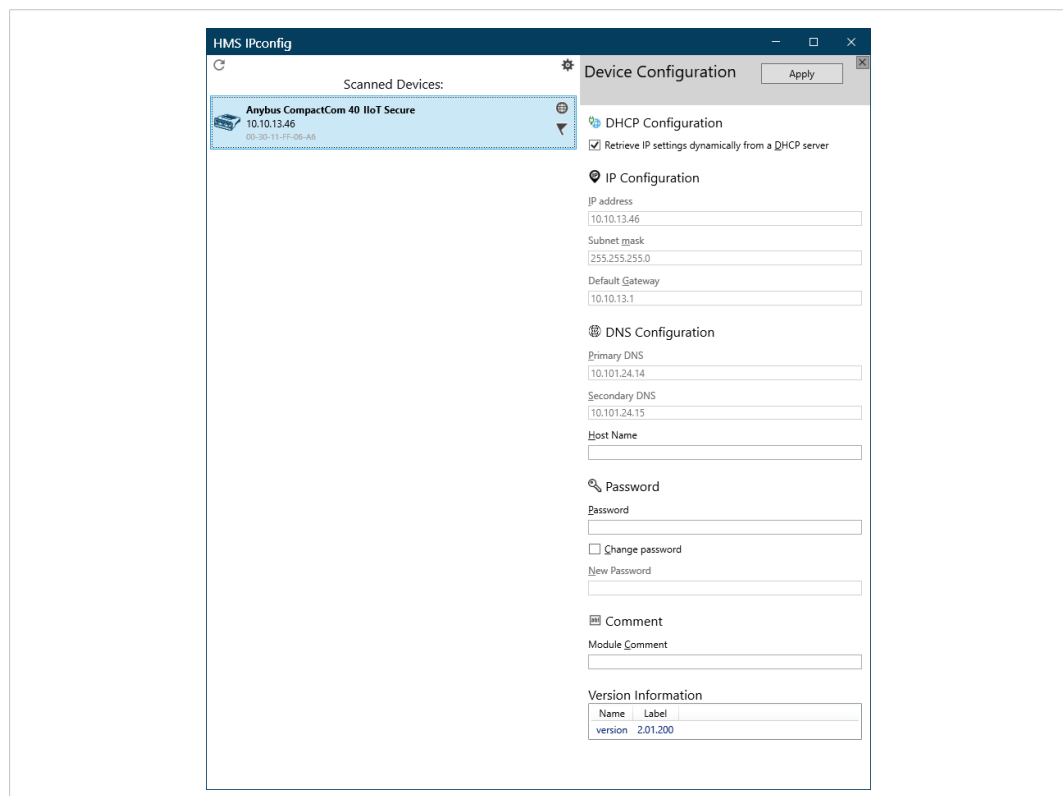 HMS IPconfig
Scanned Devices:
Anybus CompactCom 40 IIoT Secure
10.10.13.46
00-30-11-FF-06-A6
Device Configuration
Apply
DHCP Configuration
Retrieve IP settings dynamically from a DHCP server
IP Configuration
IP address
10.10.13.46
Subnet mask
255.255.255.0
Default Gateway
10.10.13.1
DNS Configuration
Primary DNS
10.101.24.14
Secondary DNS
10.101.24.15
Host Name
Password
Password
Change password
New Password
Comment
Module Comment
Version Information
Name Label
version 2.01.200